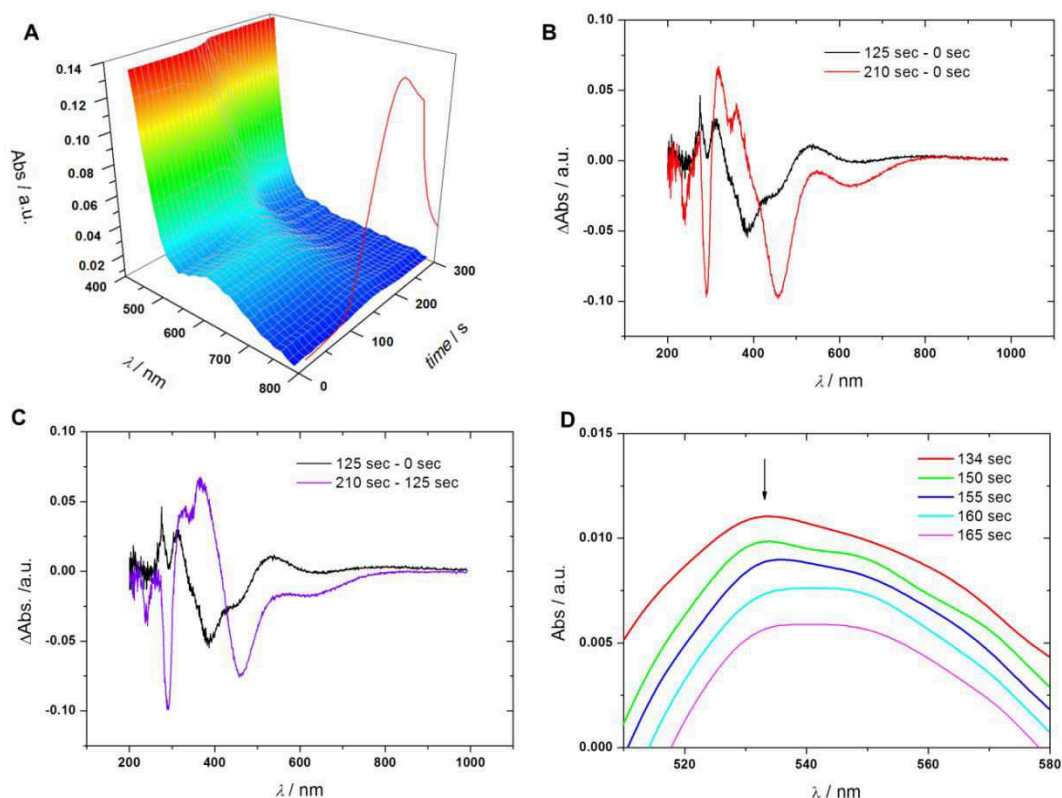 A
Abs / a.u.
0.14
0.12
0.10
0.08
0.06
0.04
0.02
400
500
600
700
800
λ / nm
0
100
200
300
time / s
B
125 sec - 0 sec
210 sec - 0 sec
ΔAbs / a.u.
0.10
0.05
0.00
-0.05
-0.10
200
400
600
800
1000
λ / nm
C
125 sec - 0 sec
210 sec - 125 sec
ΔAbs. /a.u.
0.10
0.05
0.00
-0.05
-0.10
200
400
600
800
1000
λ / nm
D
134 sec
150 sec
155 sec
160 sec
165 sec
Abs / a.u.
0.015
0.010
0.005
0.000
520
540
560
580
λ / nm